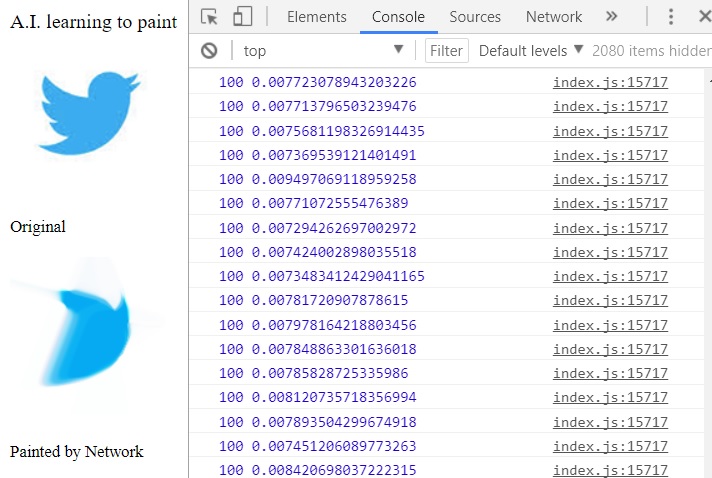 A.I. learning to paint
Original
Painted by Network
Elements Console Sources Network »
top Filter Default levels 2080 items hidden
100 0.007723078943203226 index.js:15717
100 0.007713796503239476 index.js:15717
100 0.0075681198326914435 index.js:15717
100 0.007369539121401491 index.js:15717
100 0.009497069118959258 index.js:15717
100 0.00771072555476389 index.js:15717
100 0.007294262697002972 index.js:15717
100 0.007424002898035518 index.js:15717
100 0.0073483412429041165 index.js:15717
100 0.00781720907878615 index.js:15717
100 0.007978164218803456 index.js:15717
100 0.007848863301636018 index.js:15717
100 0.00785828725335986 index.js:15717
100 0.008120735718356994 index.js:15717
100 0.007893504299674918 index.js:15717
100 0.007451206089773263 index.js:15717
100 0.008420698037222315 index.js:15717